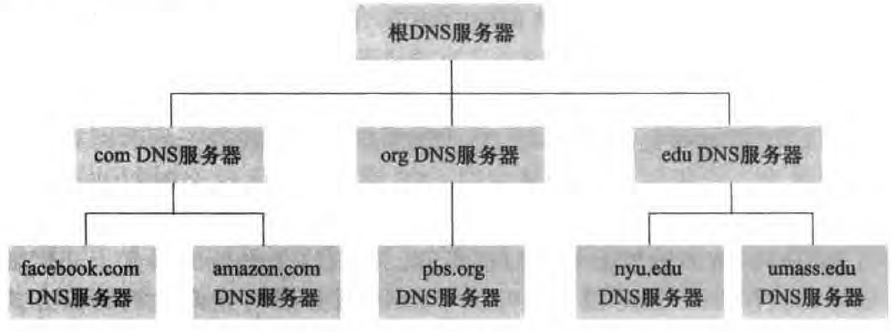 根DNS服务器
com DNS服务器
org DNS服务器
edu DNS服务器
facebook.com
DNS服务器
amazon.com
DNS服务器
pbs.org
DNS服务器
nyu.edu
DNS服务器
umass.edu
DNS服务器